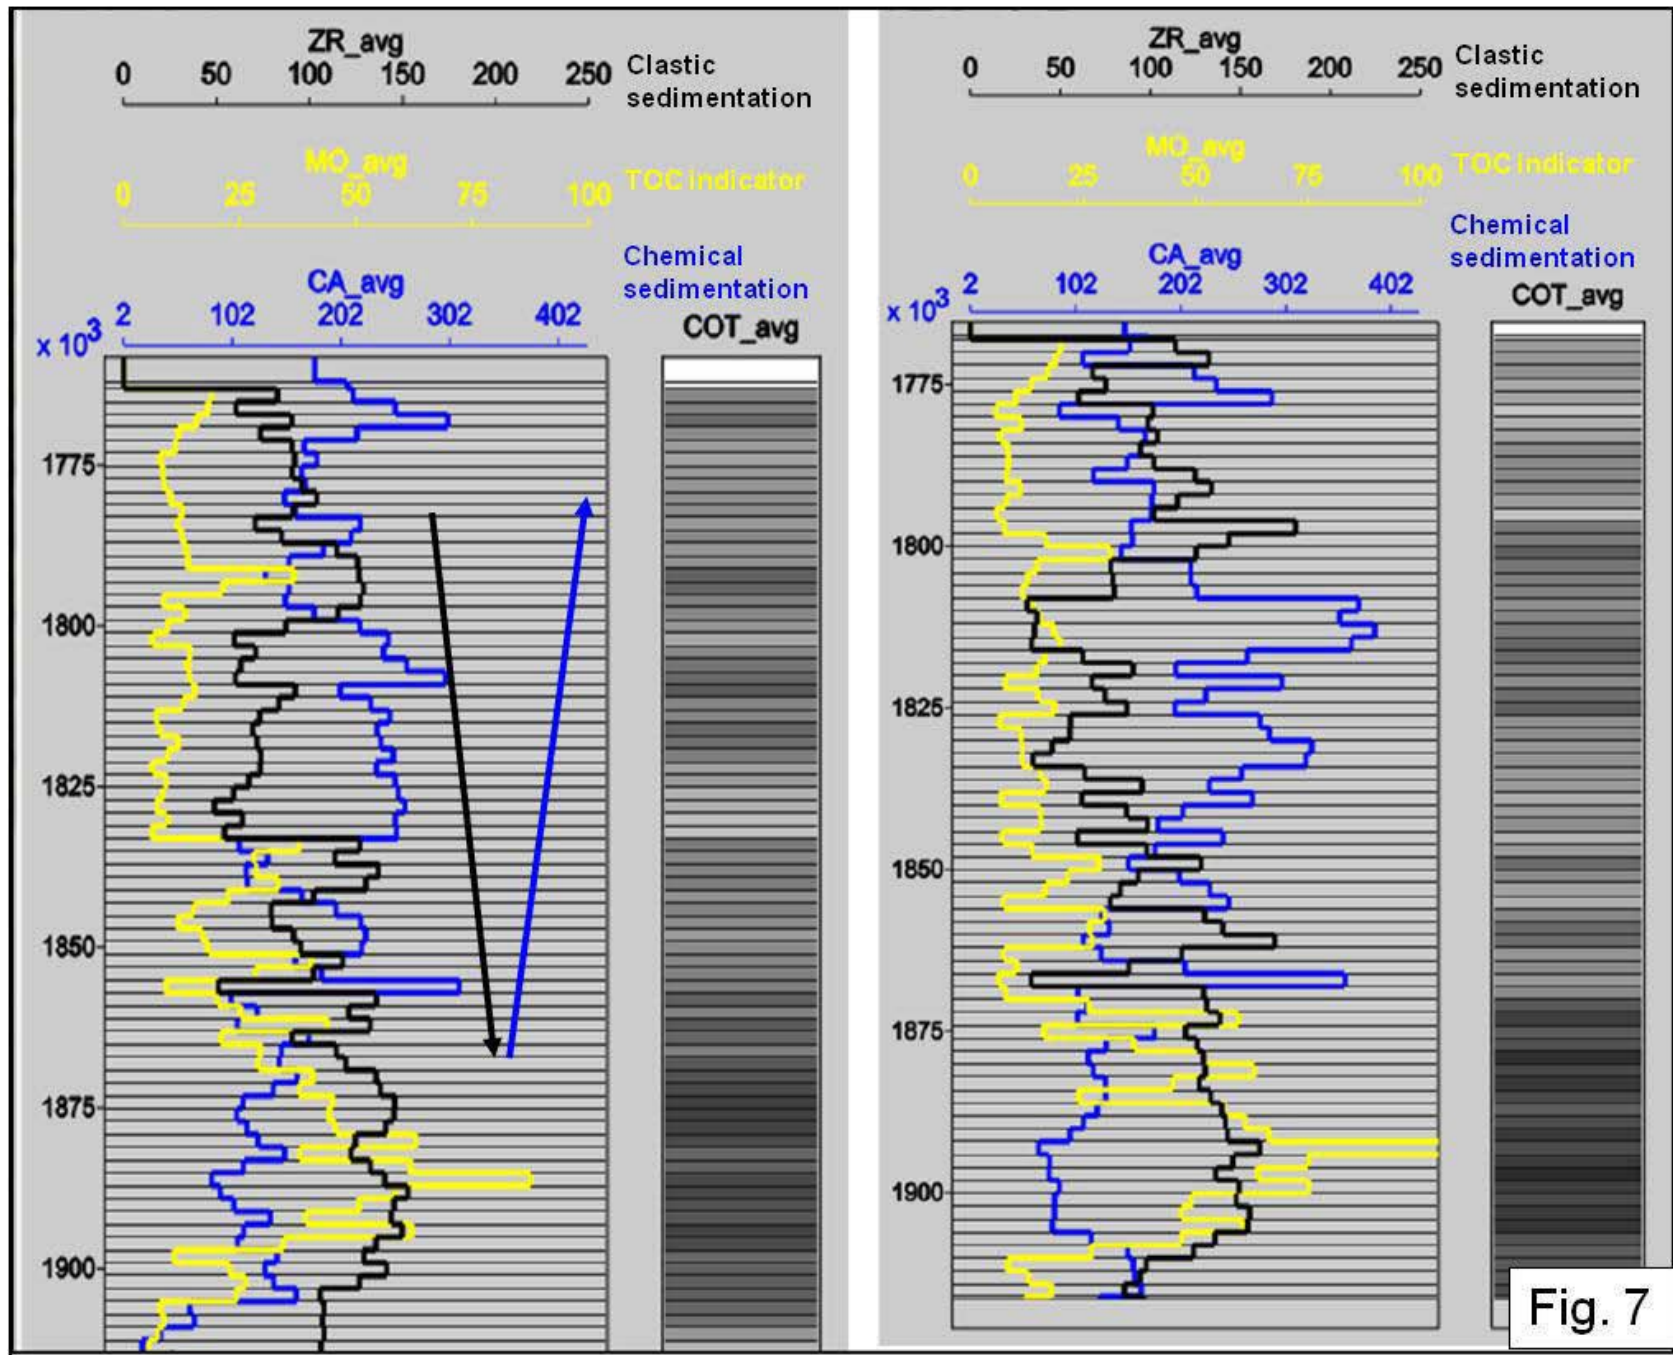 ZR_avg
0 50 100 150 200 250
Clastic
sedimentation
MO_avg
0 25 50 75 100
TOC indicator
Chemical
sedimentation
CA_avg
2 102 202 302 402
x 10³
COT_avg
1775
1800
1825
1850
1875
1900
ZR_avg
0 50 100 150 200 250
Clastic
sedimentation
MO_avg
0 25 50 75 100
TOC indicator
Chemical
sedimentation
CA_avg
2 102 202 302 402
x 10³
COT_avg
1775
1800
1825
1850
1875
1900
Fig. 7